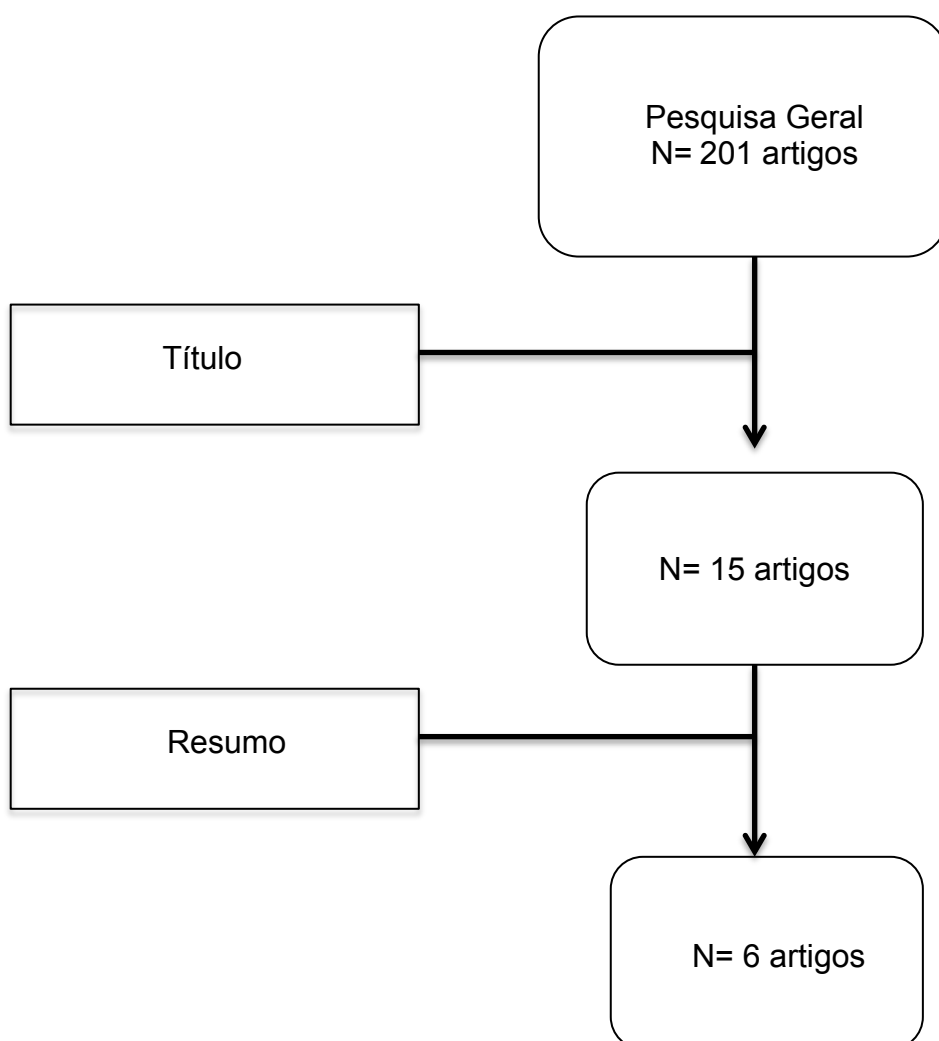 Pesquisa Geral
N= 201 artigos
Título
N= 15 artigos
Resumo
N= 6 artigos